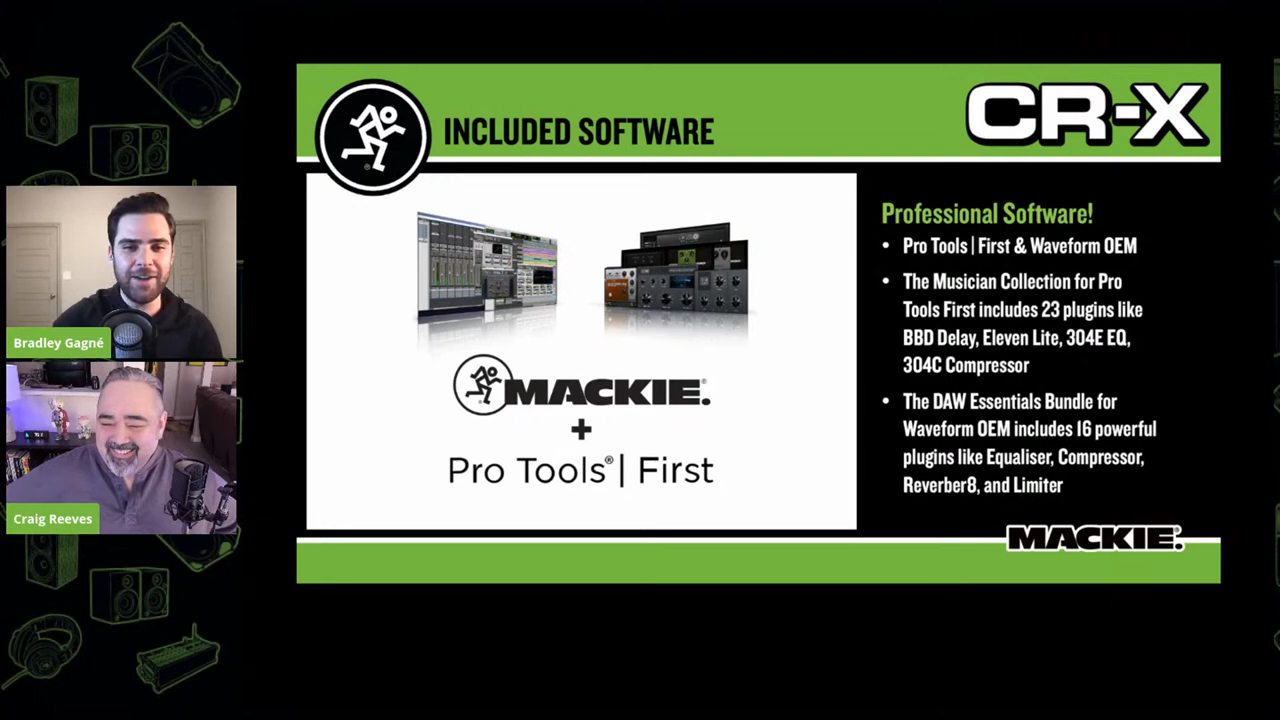 INCLUDED SOFTWARE
CR-X
Bradley Gagné
Craig Reeves
MACKIE.
+
Pro Tools® | First
Professional Software!
• Pro Tools | First & Waveform OEM
• The Musician Collection for Pro
Tools First includes 23 plugins like
BBD Delay, Eleven Lite, 304E EQ,
304C Compressor
• The DAW Essentials Bundle for
Waveform OEM includes 16 powerful
plugins like Equaliser, Compressor,
Reverber8, and Limiter
MACKIE.